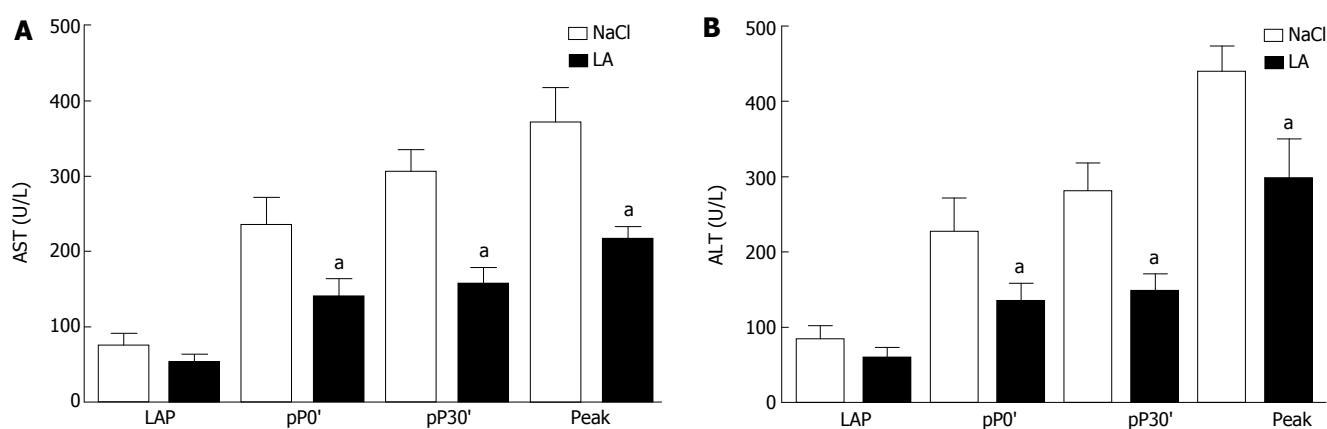 A
500
400
300
200
100
0
AST (U/L)
NaCl
LA
a
a
a
LAP
pP0'
pP30'
Peak
B
500
400
300
200
100
0
ALT (U/L)
NaCl
LA
a
a
a
LAP
pP0'
pP30'
Peak